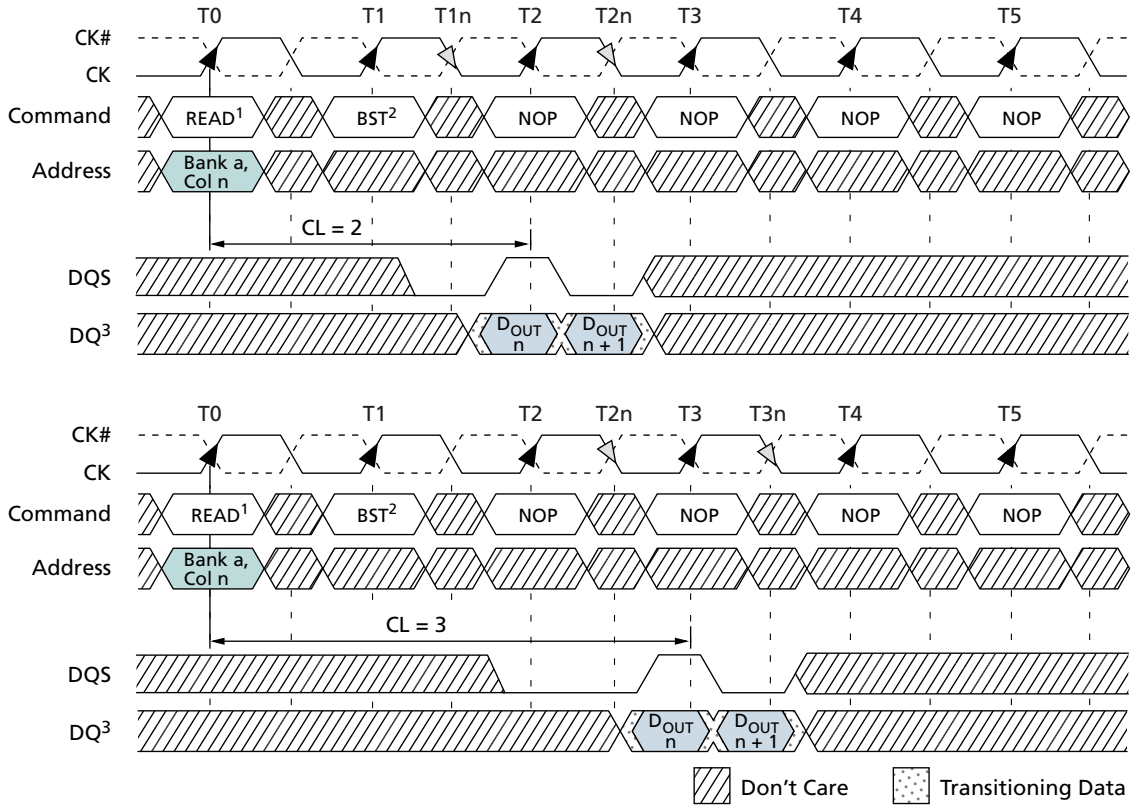 T0 T1 T1n T2 T2n T3 T4 T5
CK#
CK
Command READ1 BST2 NOP NOP NOP NOP
Address Bank a,
Col n
CL = 2
DQS
DQ3 DOUT DOUT
n n + 1
T0 T1 T2 T2n T3 T3n T4 T5
CK#
CK
Command READ1 BST2 NOP NOP NOP NOP
Address Bank a,
Col n
CL = 3
DQS
DQ3 DOUT DOUT
n n + 1
Don't Care Transitioning Data